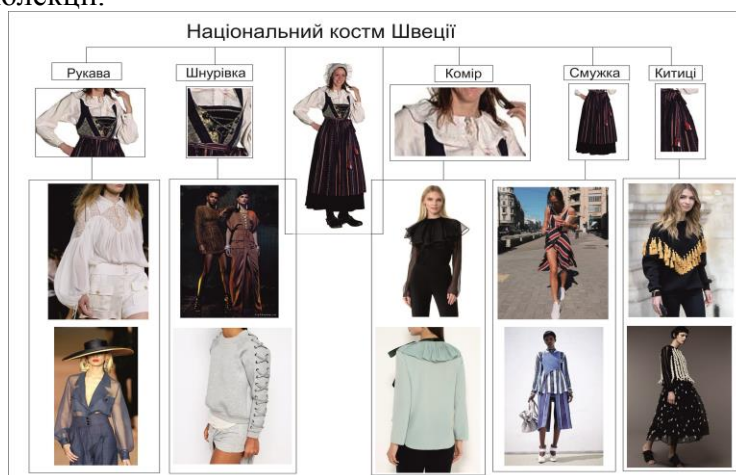 колекції.
Національний костм Швеції
Рукава
Шнурівка
Комір
Смужка
Китиці